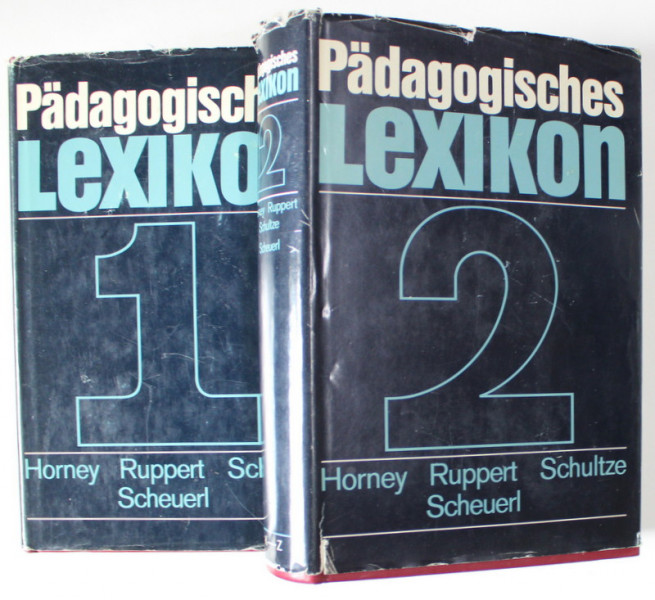 Pädagogisch
Lexiko
1
Horney Ruppert Sch
Scheuerl
Pädagogisches
Lexikon
2
Ruppert
Schultze
Scheuerl
Z
Pädagogisches
Lexikon
2
Horney Ruppert Schultze
Scheuerl